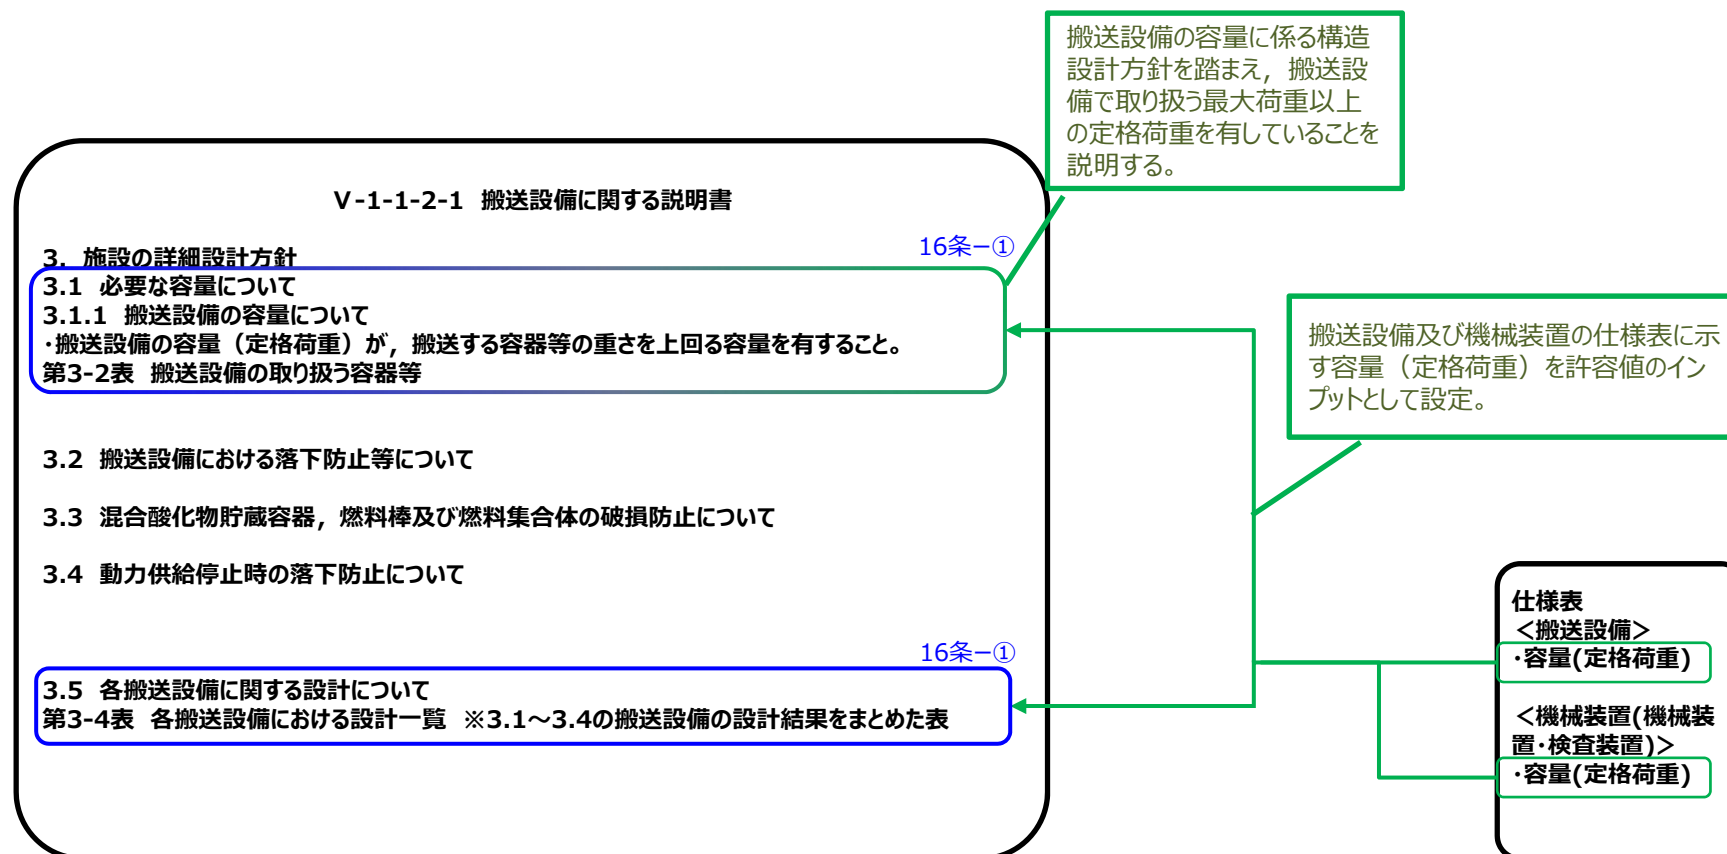 搬送設備の容量に係る構造
設計方針を踏まえ，搬送設
備で取り扱う最大荷重以上
の定格荷重を有していることを
説明する。
Ⅴ-1-1-2-1 搬送設備に関する説明書
16条－①
3. 施設の詳細設計方針
3.1 必要な容量について
3.1.1 搬送設備の容量について
・搬送設備の容量（定格荷重）が，搬送する容器等の重さを上回る容量を有すること。
第3-2表 搬送設備の取り扱う容器等
搬送設備及び機械装置の仕様表に示
す容量（定格荷重）を許容値のイン
プットとして設定。
3.2 搬送設備における落下防止等について
3.3 混合酸化物貯蔵容器，燃料棒及び燃料集合体の破損防止について
3.4 動力供給停止時の落下防止について
16条－①
3.5 各搬送設備に関する設計について
第3-4表 各搬送設備における設計一覧 ※3.1～3.4の搬送設備の設計結果をまとめた表
仕様表
＜搬送設備＞
・容量(定格荷重)
＜機械装置(機械装
置・検査装置)＞
・容量(定格荷重)